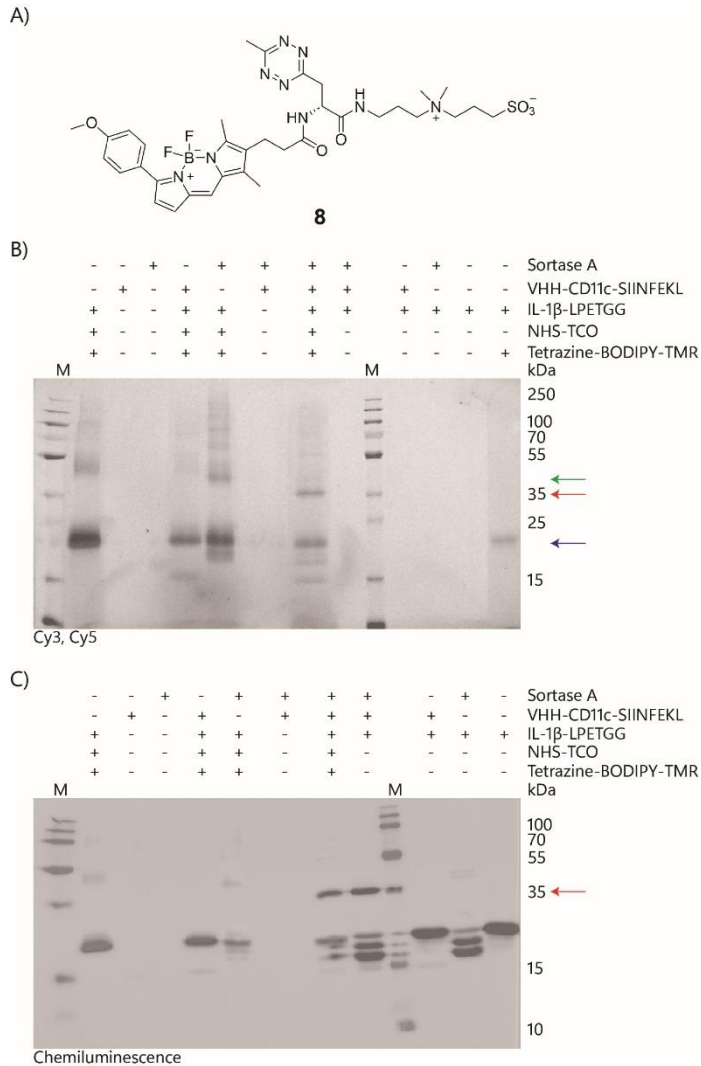 A)
N N
N N
O
H
N
N
+
SO₃⁻
HN
O
O
F
F
B⁻
N
N
+
8
B)
- - + - + + + + - + - - Sortase A
- + - + - + + + + - - - VHH-CD11c-SIINFEKL
+ - - + + - + + + + + + IL-1β-LPETGG
+ - - + + - + - - - - - NHS-TCO
+ - - + + - + - - - - + Tetrazine-BODIPY-TMR
M M kDa
250
100
70
55
35
25
15
Cy3, Cy5
C)
- - + - + + + + - + - Sortase A
- + - + - + + + + - - VHH-CD11c-SIINFEKL
+ - - + + - + + + + + IL-1β-LPETGG
+ - - + + - + - - - - NHS-TCO
+ - - + + - + - - - - Tetrazine-BODIPY-TMR
M M kDa
100
70
55
35
15
10
Chemiluminescence